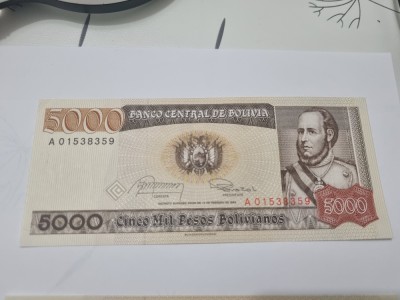 5000
BANCO CENTRAL DE BOLIVIA
A 01538359
A 01538359
5000
5000
Cinco Mil Pesos Bolivianos